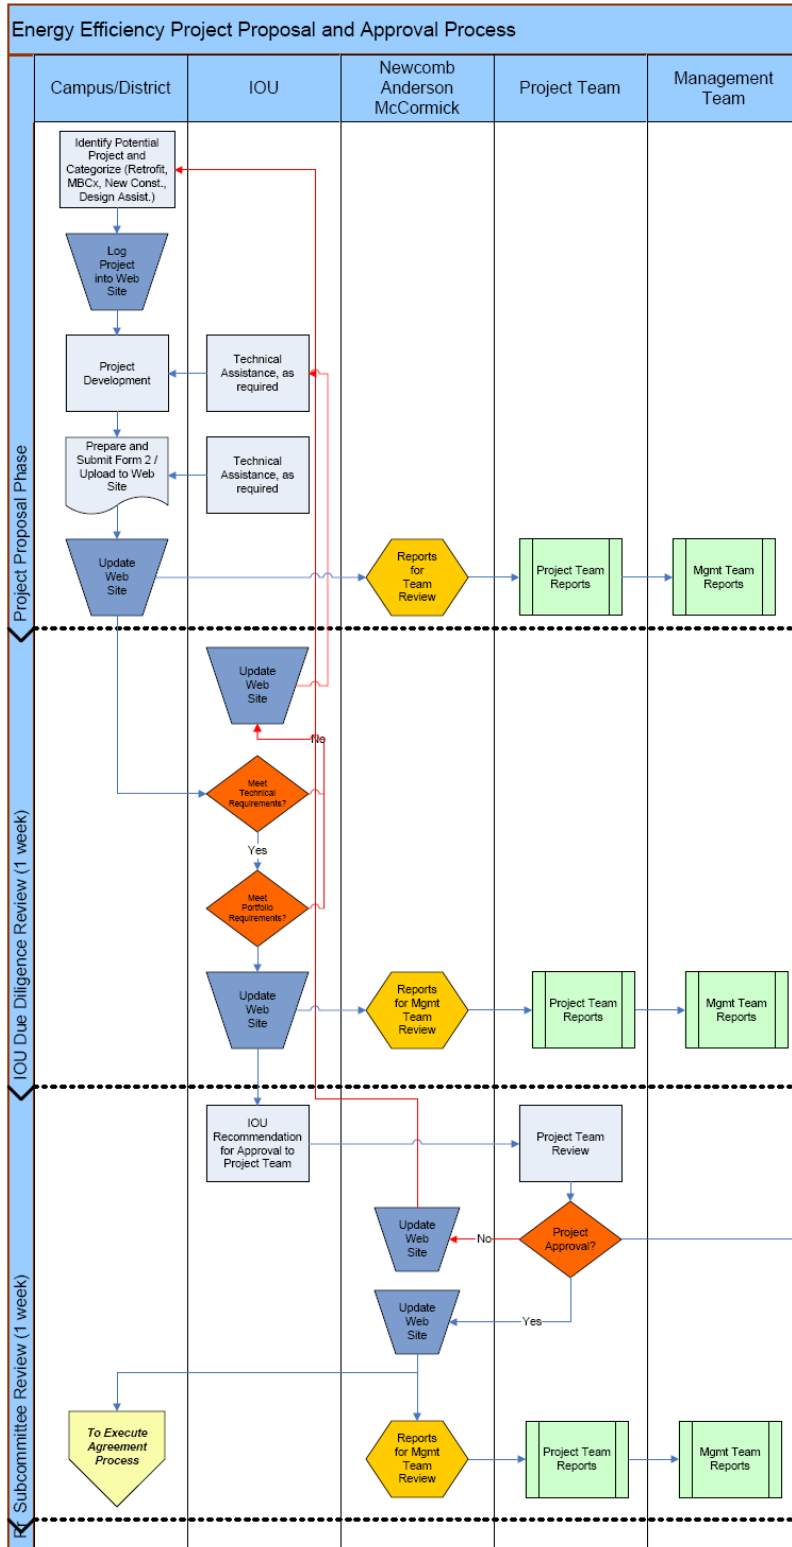 Energy Efficiency Project Proposal and Approval Process
Campus/District
IOU
Newcomb
Anderson
McCormick
Project Team
Management
Team
Project Proposal Phase
Identify Potential
Project and
Categorize (Retrofit,
MBCx, New Const.,
Design Assist.)
Log
Project
into Web
Site
Project
Development
Technical
Assistance, as
required
Prepare and
Submit Form 2 /
Upload to Web
Site
Technical
Assistance, as
required
Update
Web
Site
Reports
for
Team
Review
Project Team
Reports
Mgmt Team
Reports
IOU Due Diligence Review (1 week)
Update
Web
Site
No
Meet
Technical
Requirements?
Yes
Meet
Portfolio
Requirements?
Update
Web
Site
Reports
for Mgmt
Team
Review
Project Team
Reports
Mgmt Team
Reports
Subcommittee Review (1 week)
IOU
Recommendation
for Approval to
Project Team
Project Team
Review
Update
Web
Site
No
Project
Approval?
Update
Web
Site
Yes
To Execute
Agreement
Process
Reports
for Mgmt
Team
Review
Project Team
Reports
Mgmt Team
Reports